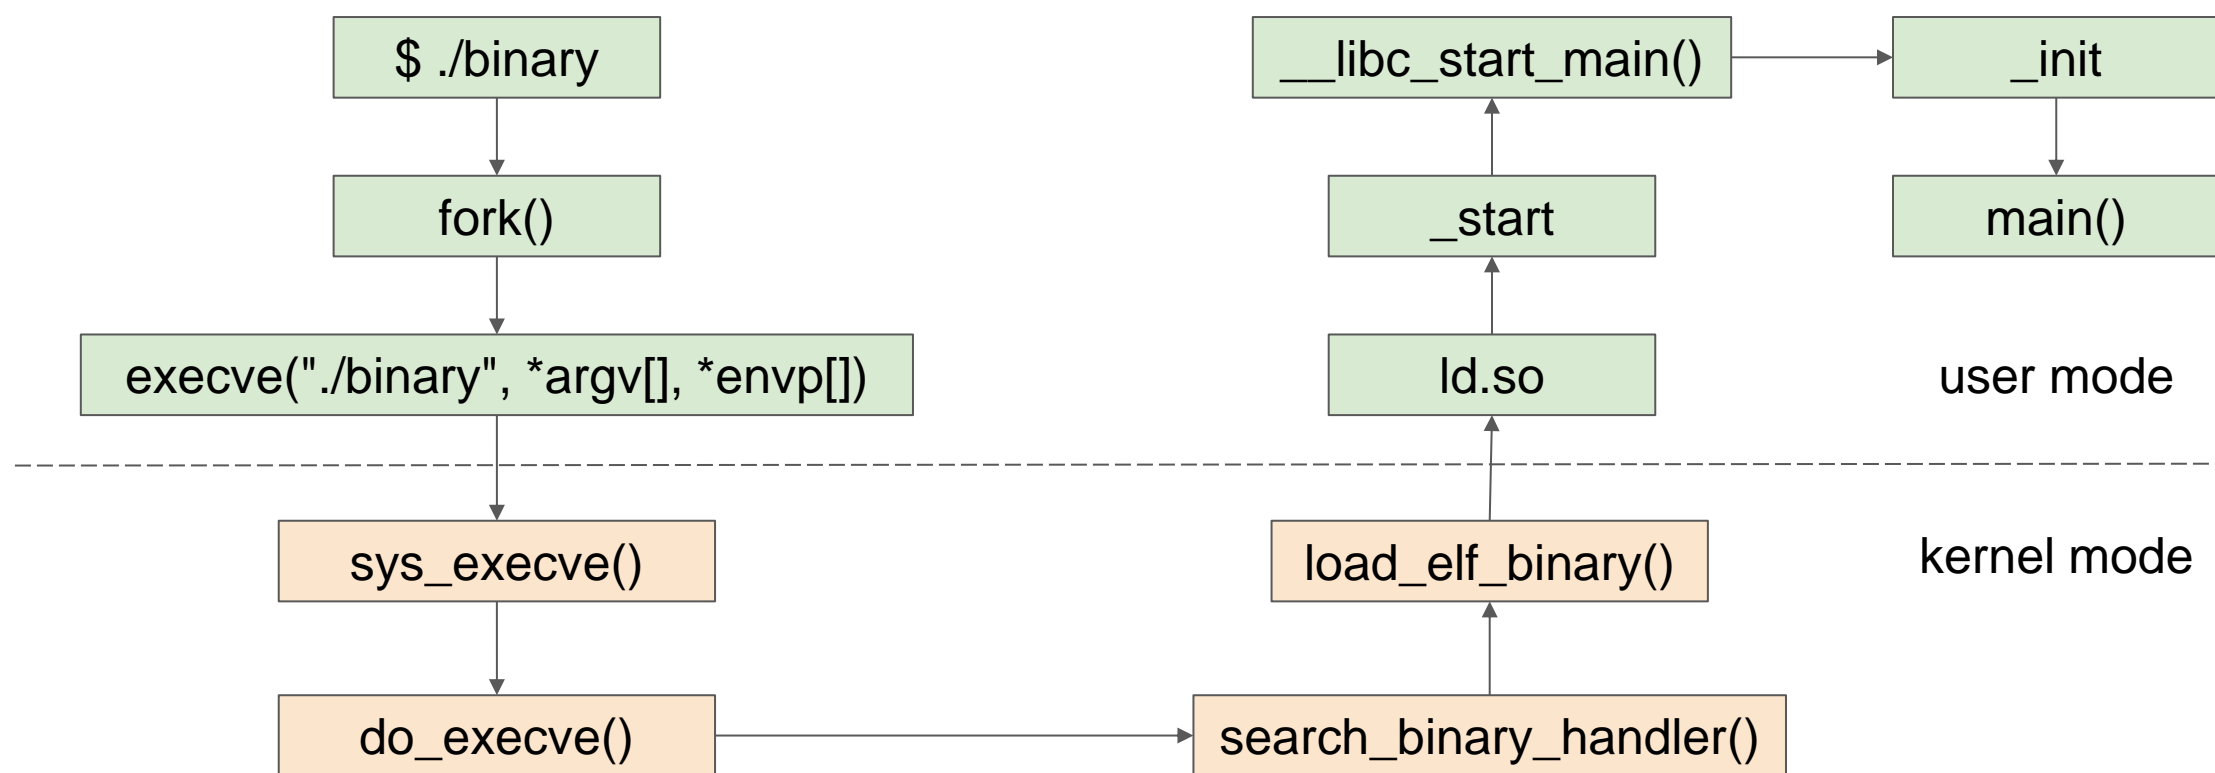 $ ./binary
fork()
execve("./binary", *argv[], *envp[])
sys_execve()
do_execve()
search_binary_handler()
load_elf_binary()
ld.so
_start
__libc_start_main()
_init
main()
user mode
kernel mode